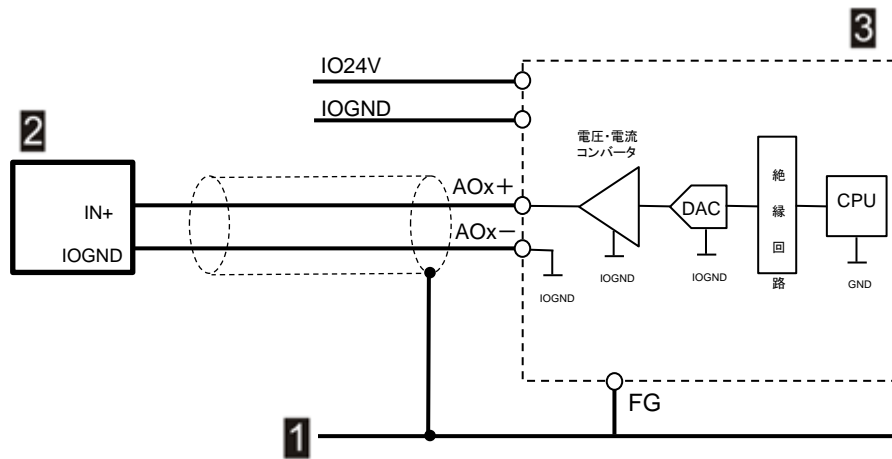 3
IO24V
IOGND
2
電圧・電流
コンバータ
絶縁回路
AOx+
IN+
DAC
CPU
AOx−
IOGND
IOGND
IOGND
IOGND
GND
FG
1